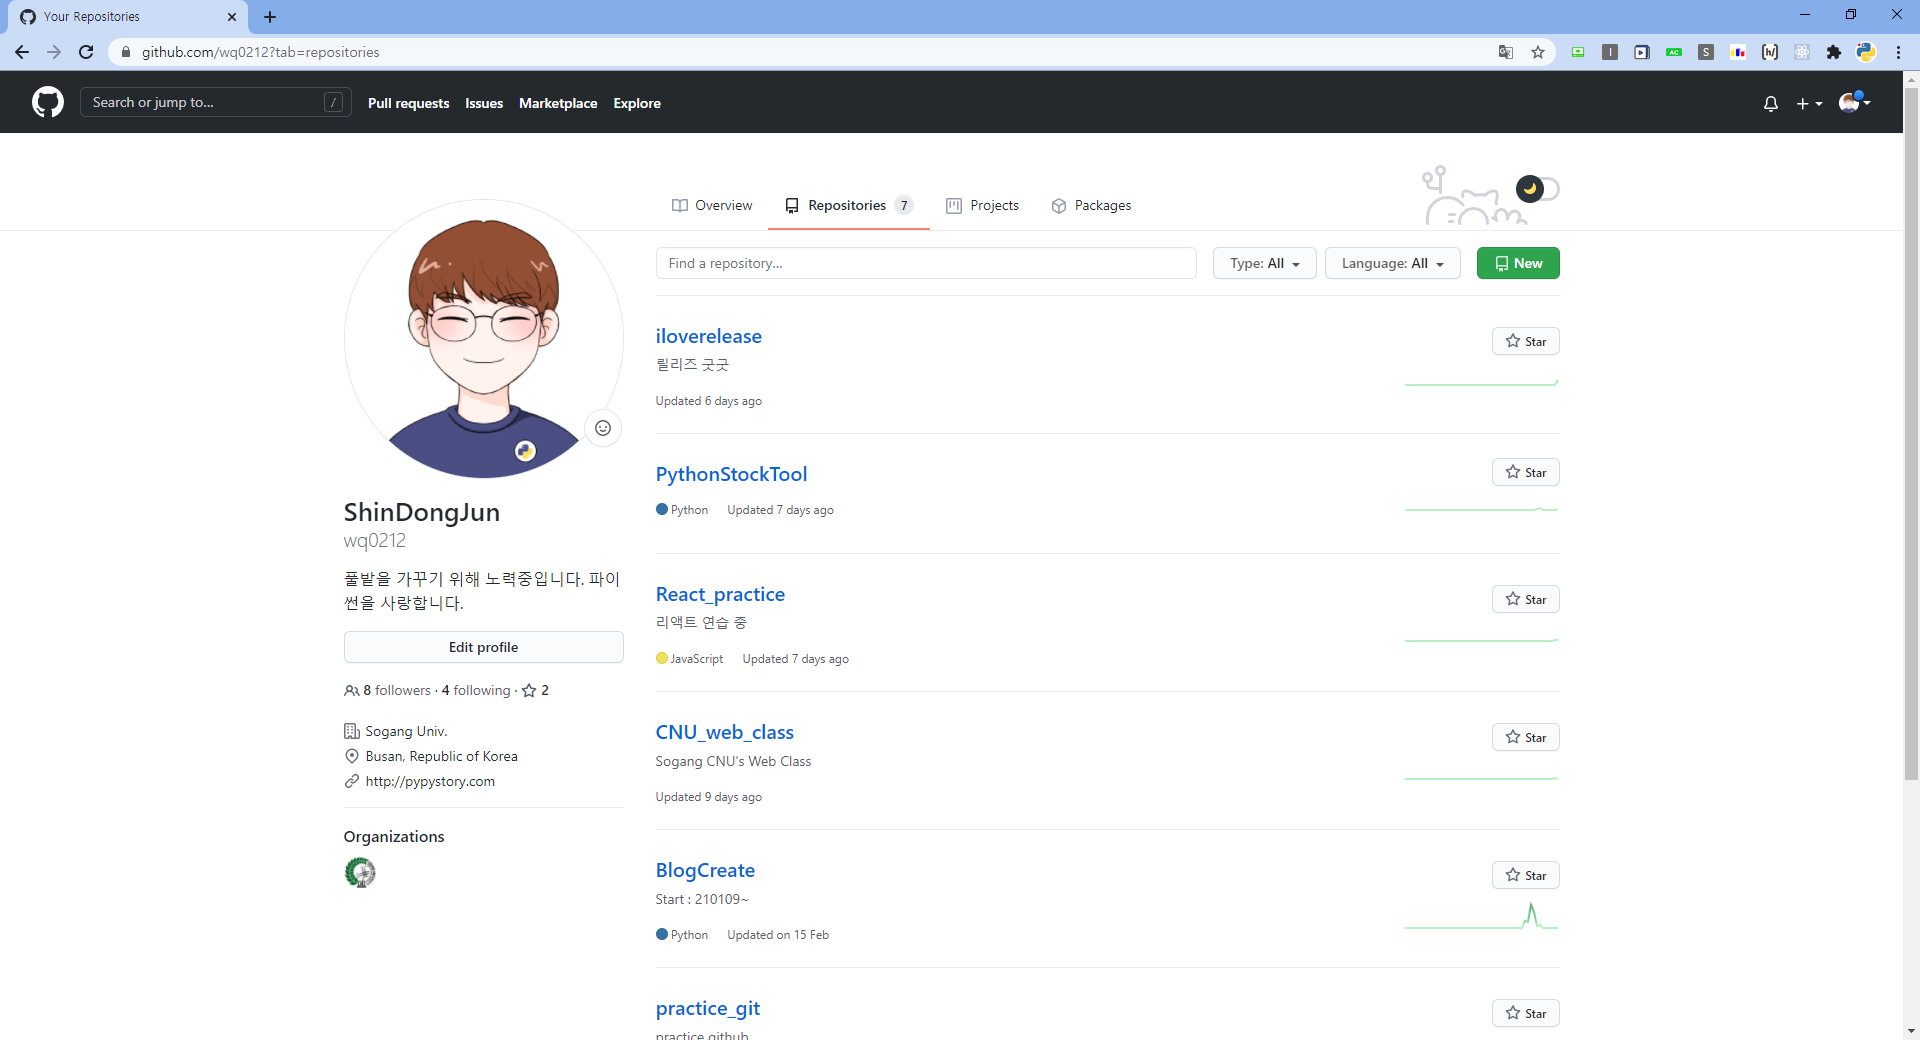 Your Repositories
github.com/wq0212?tab=repositories
Search or jump to... /
Pull requests Issues Marketplace Explore
Overview Repositories 7 Projects Packages
Find a repository... Type: All Language: All New
iloverelease Star
릴리즈 굿굿
Updated 6 days ago
PythonStockTool Star
Python Updated 7 days ago
ShinDongJun
wq0212
풀밭을 가꾸기 위해 노력중입니다. 파이
썬을 사랑합니다.
Edit profile
8 followers · 4 following · 2
Sogang Univ.
Busan, Republic of Korea
http://pypystory.com
Organizations
React_practice Star
리액트 연습 중
JavaScript Updated 7 days ago
CNU_web_class Star
Sogang CNU's Web Class
Updated 9 days ago
BlogCreate Star
Start : 210109~
Python Updated on 15 Feb
practice_git Star
practice github